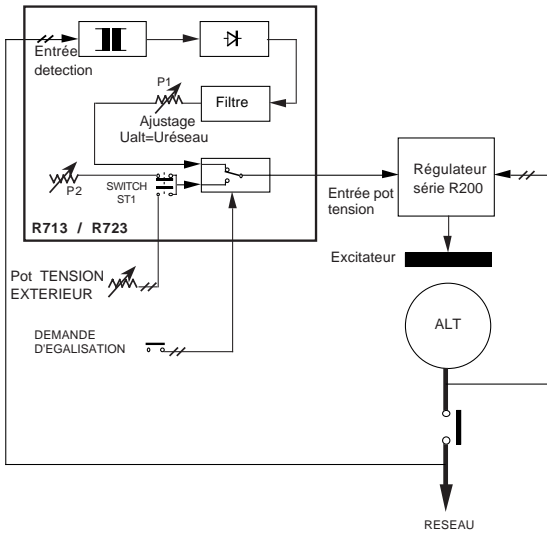 Entrée
detection
P1
Filtre
Ajustage
Ualt=Uréseau
P2
SWITCH
ST1
R713 / R723
Régulateur
série R200
Entrée pot
tension
Pot TENSION
EXTERIEUR
Excitateur
ALT
DEMANDE
D'EGALISATION
RESEAU